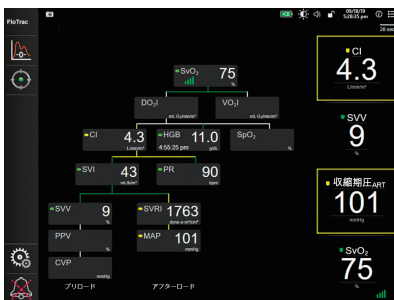 FloTrac
09/18/19
5:28:35 pm
20 sec
SvO₂ 75 %
DO₂I mL O₂/min/m²
VO₂I mL O₂/min/m²
CI 4.3 L/min/m²
HGB 11.0 g/dL
4:55:25 pm
SpO₂ %
SVI 43 mL/b/m²
PR 90 bpm
SVV 9 %
SVRI 1763 dyne-s-m²/cm⁵
PPV %
MAP 101 mmHg
CVP mmHg
プリロード
アフターロード
CI
4.3
L/min/m²
SVV
9
%
収縮期圧ART
101
mmHg
SvO₂
75
%